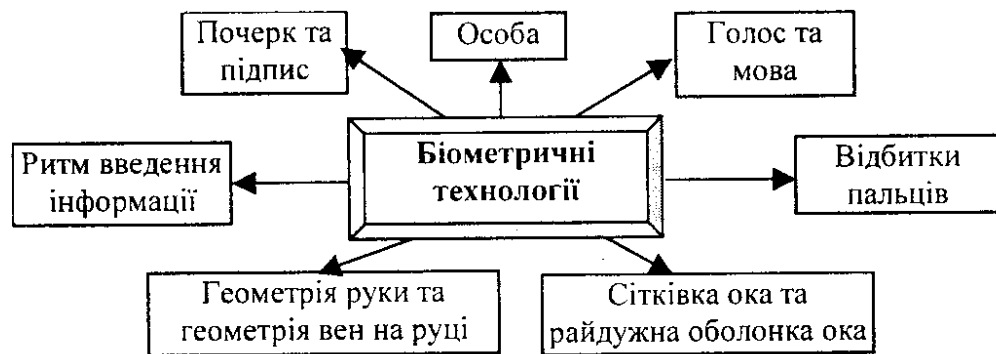 Почерк та
підпис
Особа
Голос та
мова
Ритм введення
інформації
Біометричні
технології
Відбитки
пальців
Геометрія руки та
геометрія вен на руці
Сітківка ока та
райдужна оболонка ока